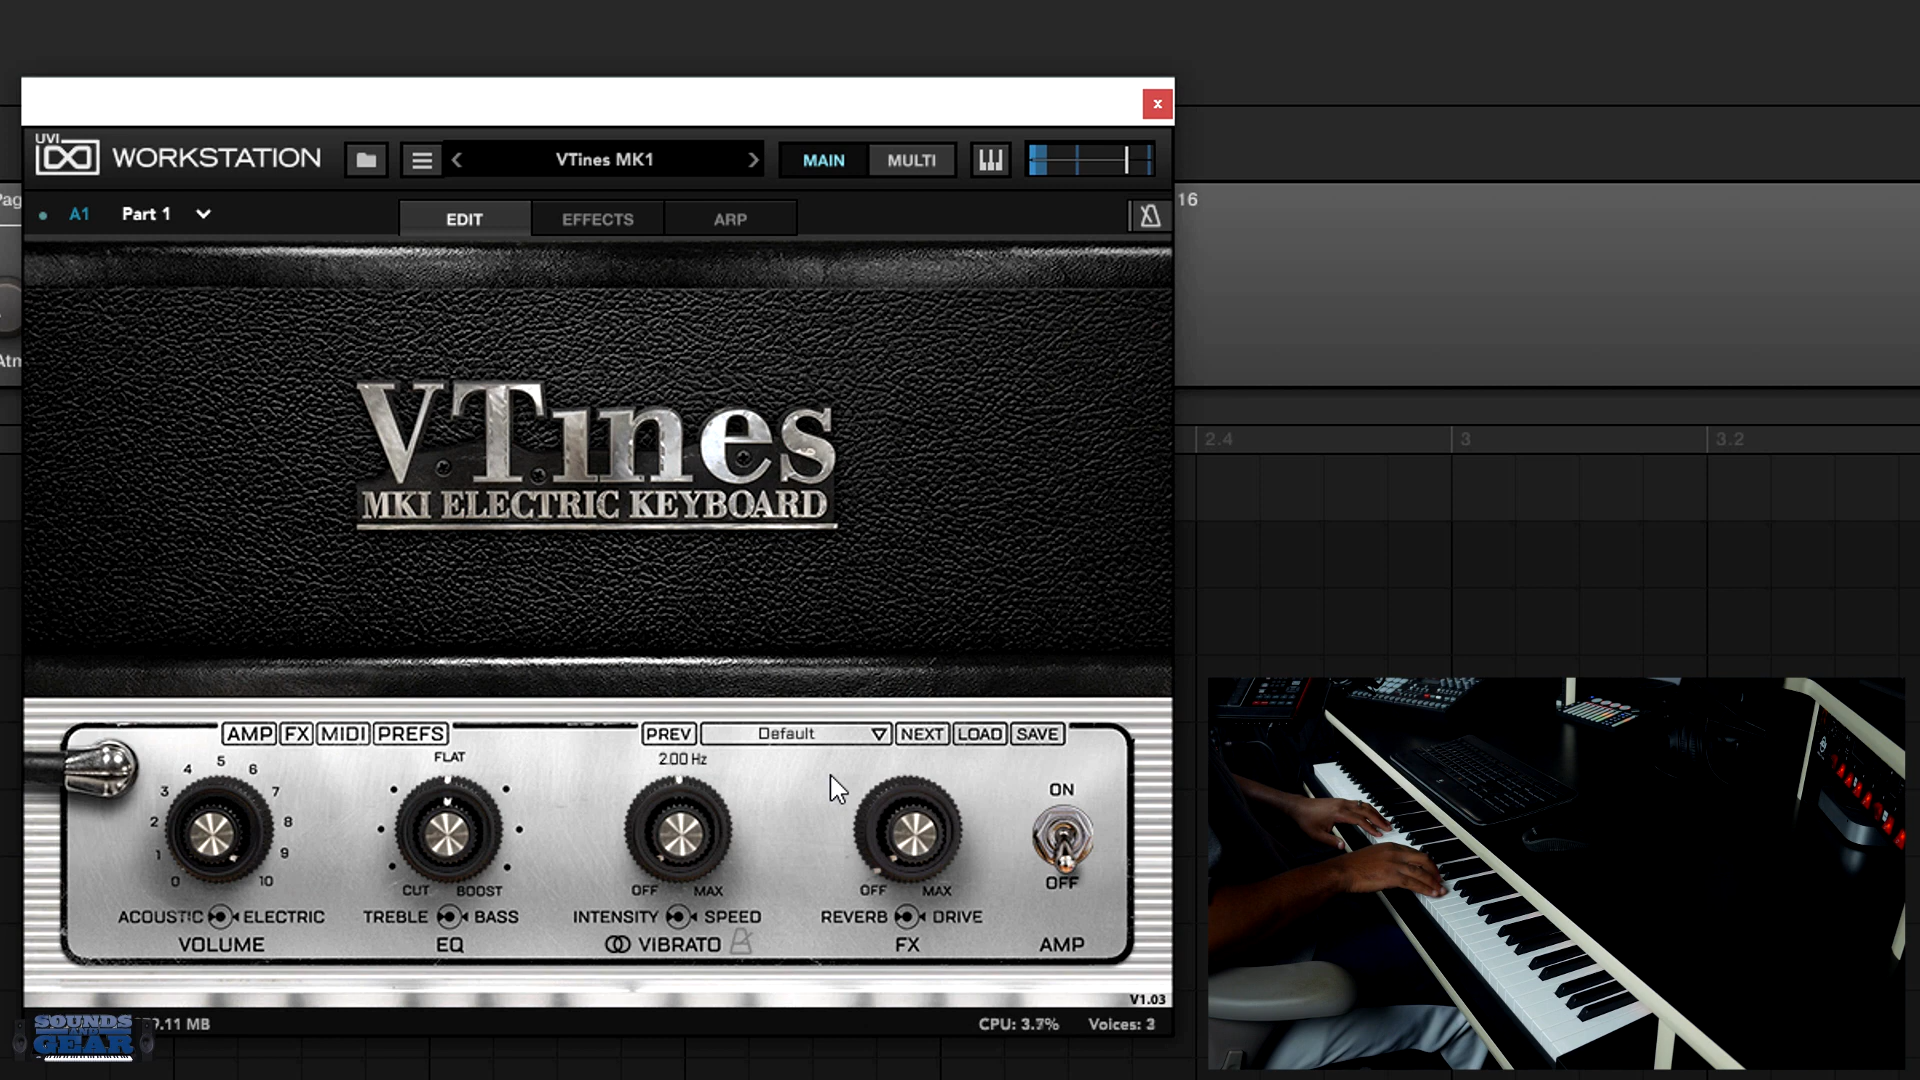 UVI
WORKSTATION
VTines MK1
MAIN
MULTI
x
A1
Part 1
EDIT
EFFECTS
ARP
16
2.4
3
3.2
VTines
MKI ELECTRIC KEYBOARD
AMP FX MIDI PREFS
PREV Default NEXT LOAD SAVE
FLAT
2.00 Hz
0 1 2 3 4 5 6 7 8 9 10
CUT BOOST
OFF MAX
OFF MAX
ON
OFF
ACOUSTIC ELECTRIC
TREBLE BASS
INTENSITY SPEED
REVERB DRIVE
VOLUME
EQ
VIBRATO
FX
AMP
V1.03
SOUNDS
AND
GEAR
9.11 MB
CPU: 3.7%
Voices: 3